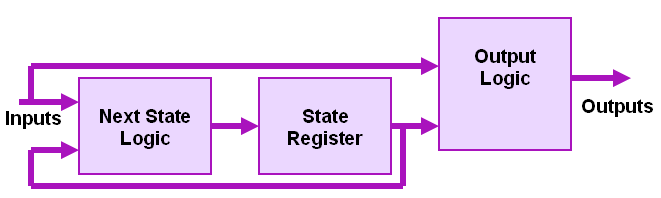 Inputs
Next State
Logic
State
Register
Output
Logic
Outputs